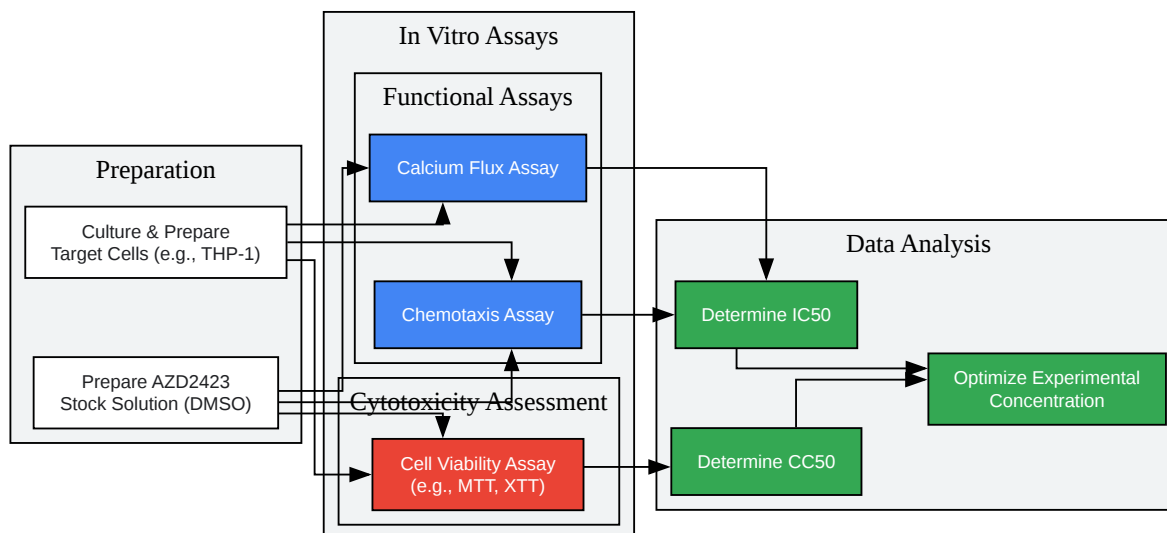 In Vitro Assays
Functional Assays
Preparation
Calcium Flux Assay
Culture & Prepare
Target Cells (e.g., THP-1)
Data Analysis
Chemotaxis Assay
Determine IC50
Prepare AZD2423
Stock Solution (DMSO)
Optimize Experimental
Concentration
Cytotoxicity Assessment
Cell Viability Assay
(e.g., MTT, XTT)
Determine CC50